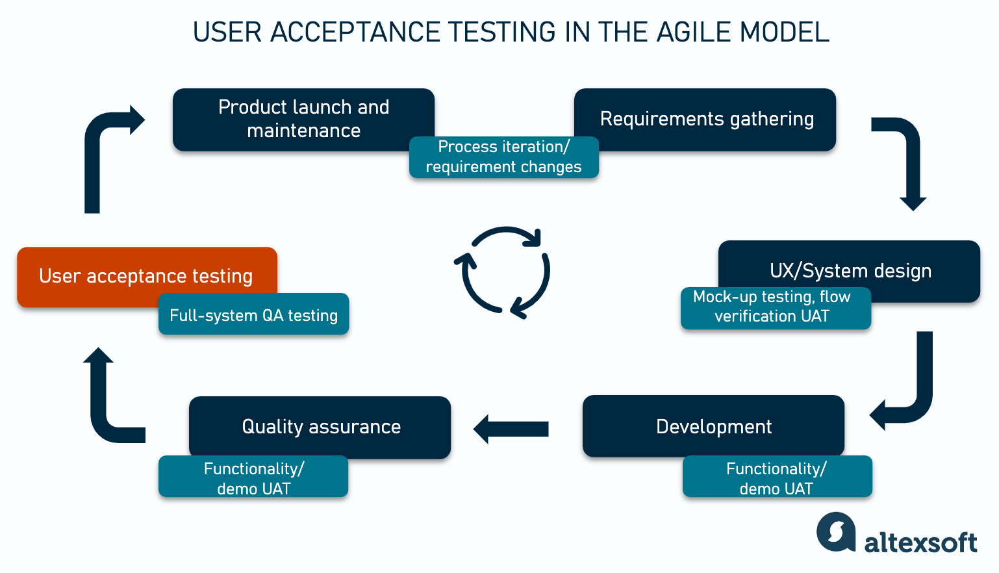 USER ACCEPTANCE TESTING IN THE AGILE MODEL
Product launch and
maintenance
Requirements gathering
Process iteration/
requirement changes
User acceptance testing
Full-system QA testing
UX/System design
Mock-up testing, flow
verification UAT
Quality assurance
Functionality/
demo UAT
Development
Functionality/
demo UAT
altexsoft